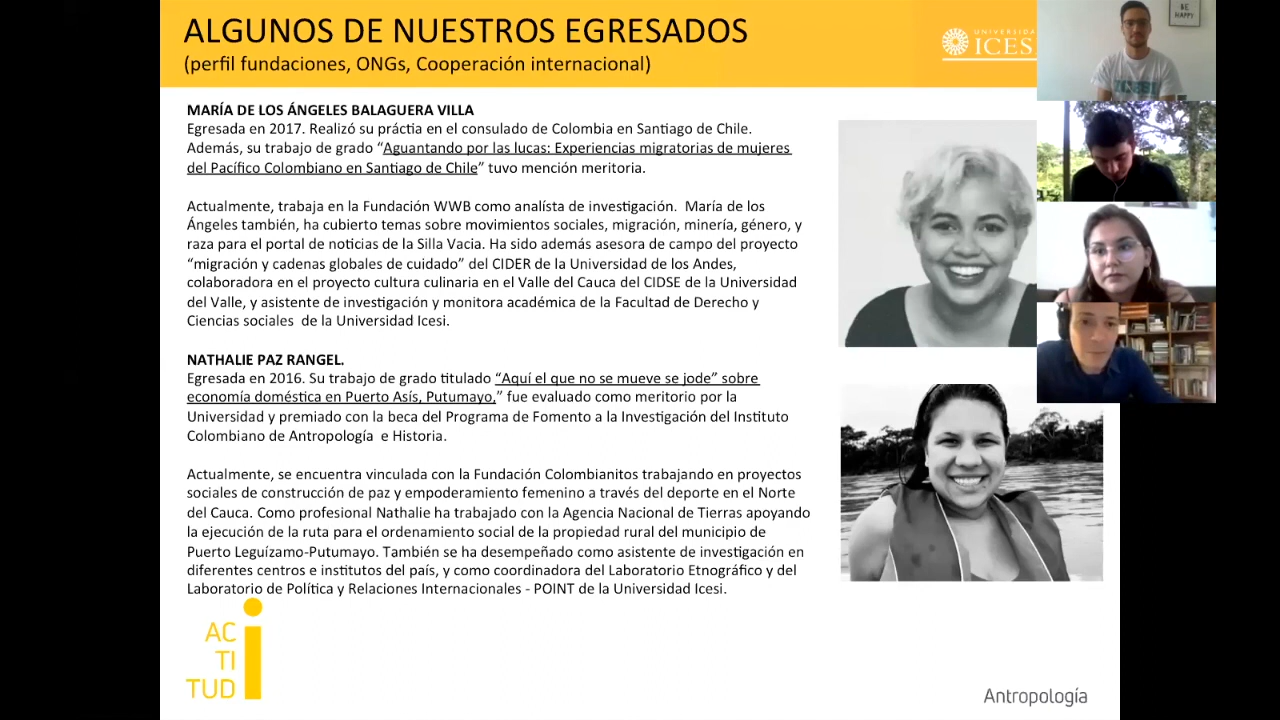 ALGUNOS DE NUESTROS EGRESADOS
(perfil fundaciones, ONGs, Cooperación internacional)
UNIVERSIDA
ICESI
BE
HAPPY
MARÍA DE LOS ÁNGELES BALAGUERA VILLA
Egresada en 2017. Realizó su práctia en el consulado de Colombia en Santiago de Chile.
Además, su trabajo de grado “Aguantando por las lucas: Experiencias migratorias de mujeres
del Pacífico Colombiano en Santiago de Chile” tuvo mención meritoria.
Actualmente, trabaja en la Fundación WWB como analísta de investigación. María de los
Ángeles también, ha cubierto temas sobre movimientos sociales, migración, minería, género, y
raza para el portal de noticias de la Silla Vacia. Ha sido además asesora de campo del proyecto
“migración y cadenas globales de cuidado” del CIDER de la Universidad de los Andes,
colaboradora en el proyecto cultura culinaria en el Valle del Cauca del CIDSE de la Universidad
del Valle, y asistente de investigación y monitora académica de la Facultad de Derecho y
Ciencias sociales de la Universidad Icesi.
NATHALIE PAZ RANGEL.
Egresada en 2016. Su trabajo de grado titulado “Aquí el que no se mueve se jode” sobre
economía doméstica en Puerto Asís, Putumayo,” fue evaluado como meritorio por la
Universidad y premiado con la beca del Programa de Fomento a la Investigación del Instituto
Colombiano de Antropología e Historia.
Actualmente, se encuentra vinculada con la Fundación Colombianitos trabajando en proyectos
sociales de construcción de paz y empoderamiento femenino a través del deporte en el Norte
del Cauca. Como profesional Nathalie ha trabajado con la Agencia Nacional de Tierras apoyando
la ejecución de la ruta para el ordenamiento social de la propiedad rural del municipio de
Puerto Leguízamo-Putumayo. También se ha desempeñado como asistente de investigación en
diferentes centros e institutos del país, y como coordinadora del Laboratorio Etnográfico y del
Laboratorio de Política y Relaciones Internacionales - POINT de la Universidad Icesi.
AC
TI
TUD
i
Antropología